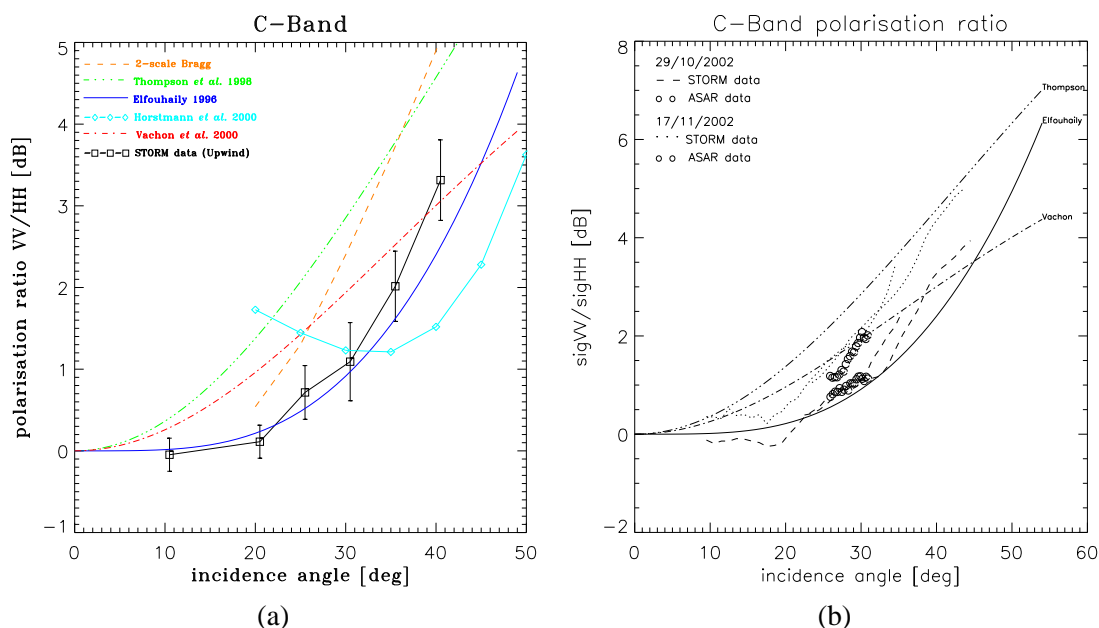 C-Band
5
4
3
2
1
0
-1
polarisation ratio VV/HH [dB]
2-scale Bragg
Thompson et al. 1998
Elfouhaily 1996
Horstmann et al. 2000
Vachon et al. 2000
STORM data (Upwind)
0 10 20 30 40 50
incidence angle [deg]
(a)
C-Band polarisation ratio
8
6
4
2
0
-2
sigVV/sigHH [dB]
29/10/2002
STORM data
ASAR data
17/11/2002
STORM data
ASAR data
Thompson
Elfouhaily
Vachon
0 10 20 30 40 50 60
incidence angle [deg]
(b)